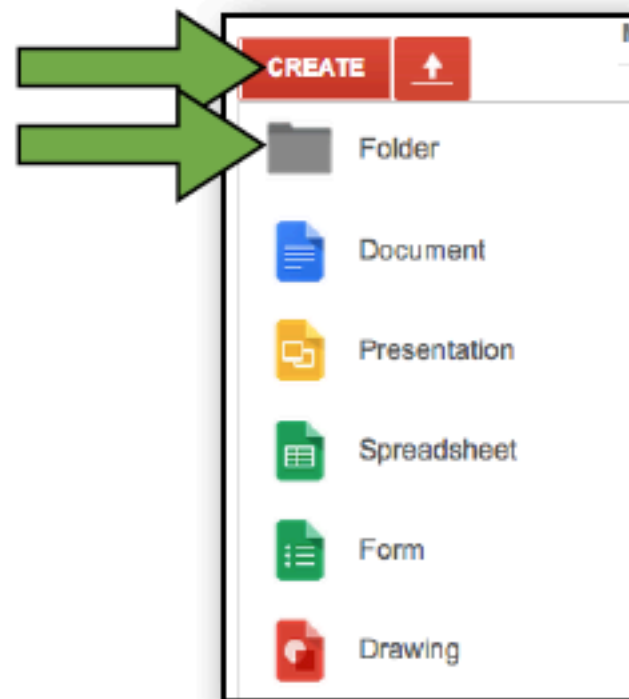 CREATE
Folder
Document
Presentation
Spreadsheet
Form
Drawing